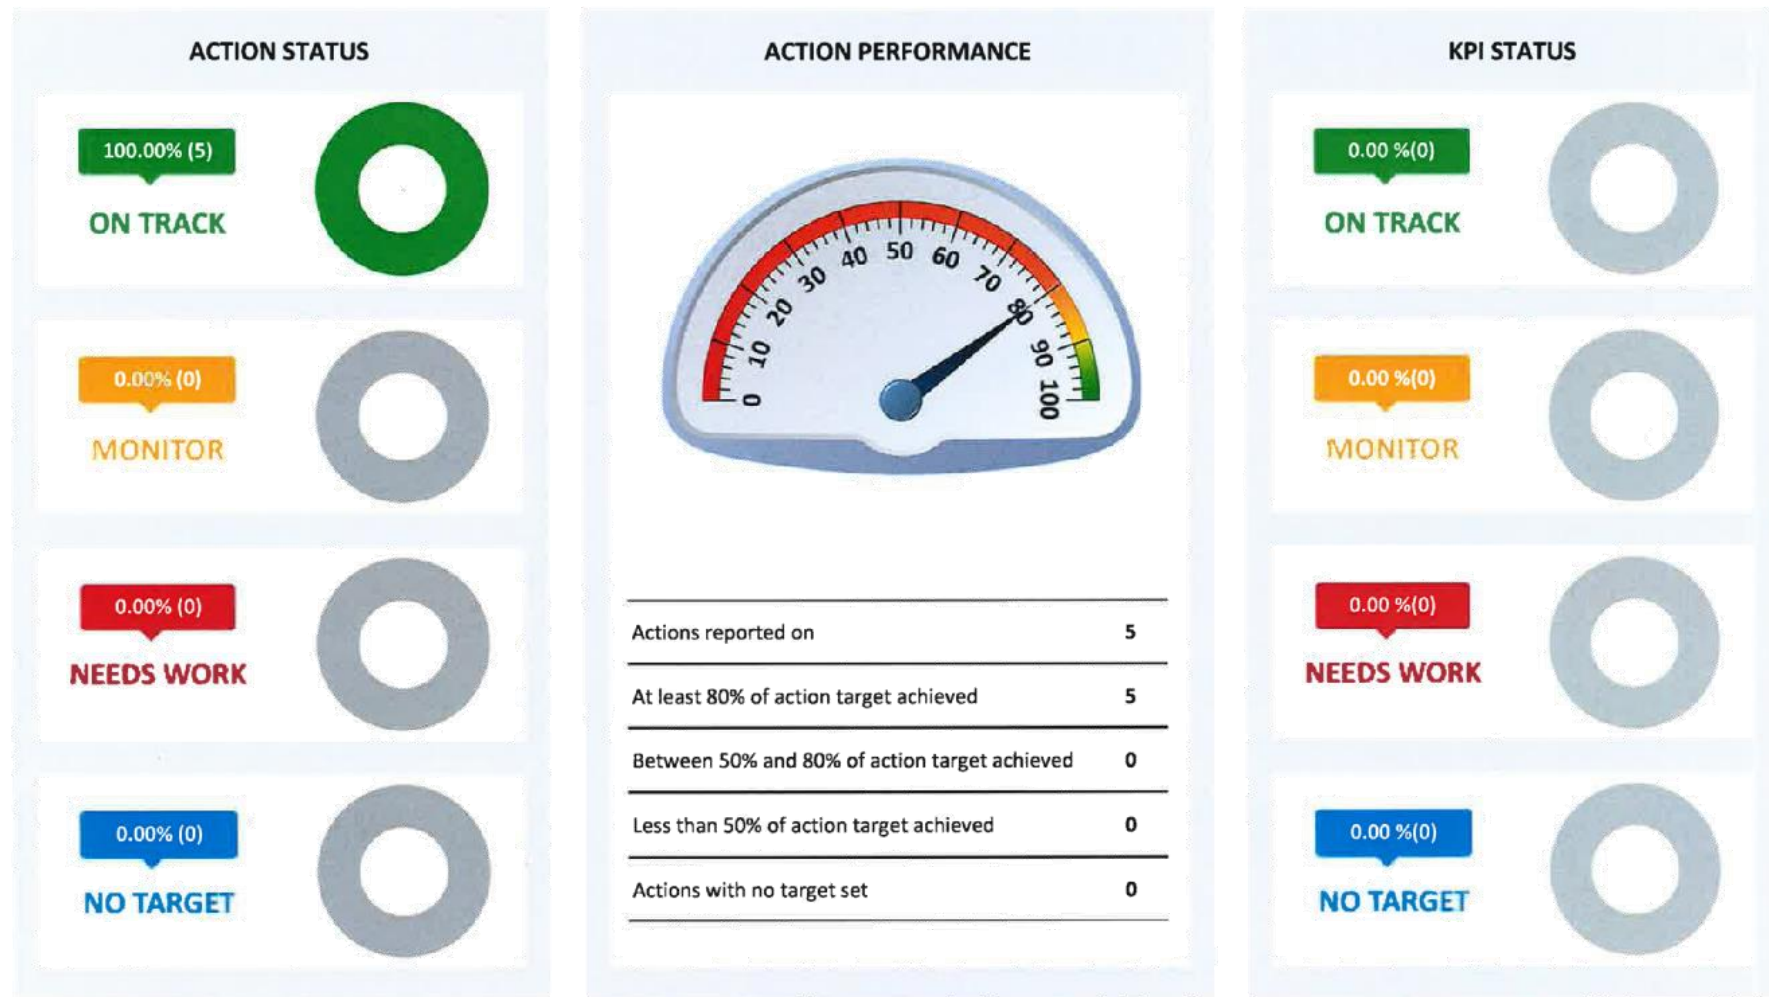 ACTION STATUS
100.00% (5)
ON TRACK
0.00% (0)
MONITOR
0.00% (0)
NEEDS WORK
0.00% (0)
NO TARGET
ACTION PERFORMANCE
0 10 20 30 40 50 60 70 80 90 100
Actions reported on 5
At least 80% of action target achieved 5
Between 50% and 80% of action target achieved 0
Less than 50% of action target achieved 0
Actions with no target set 0
KPI STATUS
0.00 %(0)
ON TRACK
0.00 %(0)
MONITOR
0.00 %(0)
NEEDS WORK
0.00 %(0)
NO TARGET